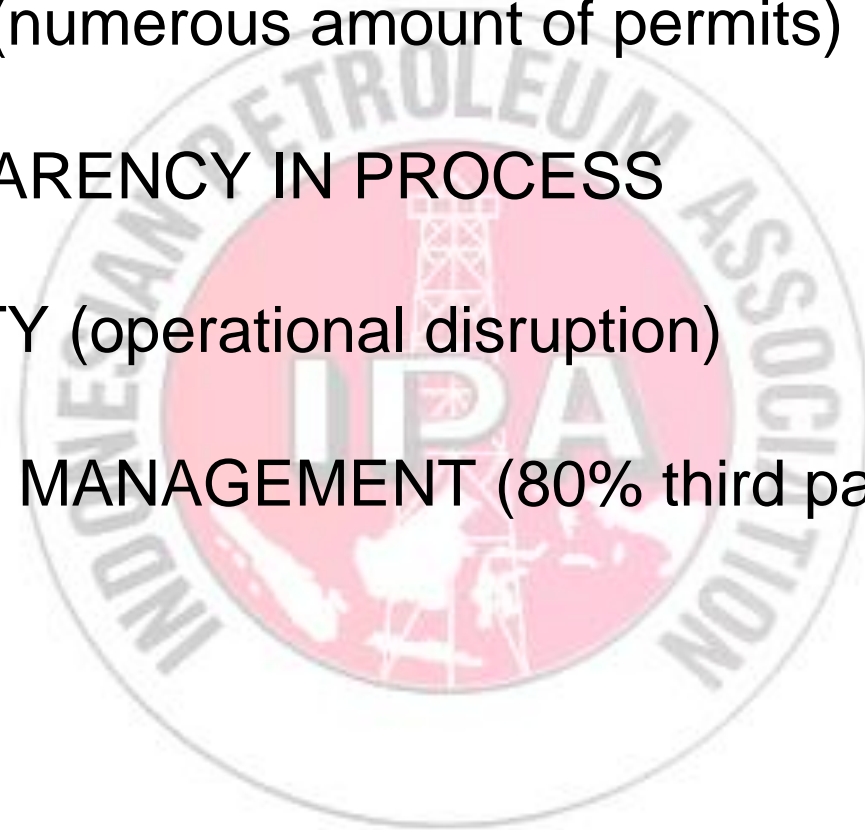 (numerous amount of permits)
ARENCY IN PROCESS
TY (operational disruption)
MANAGEMENT (80% third pa
INDONESIAN PETROLEUM ASSOCIATION
IPA